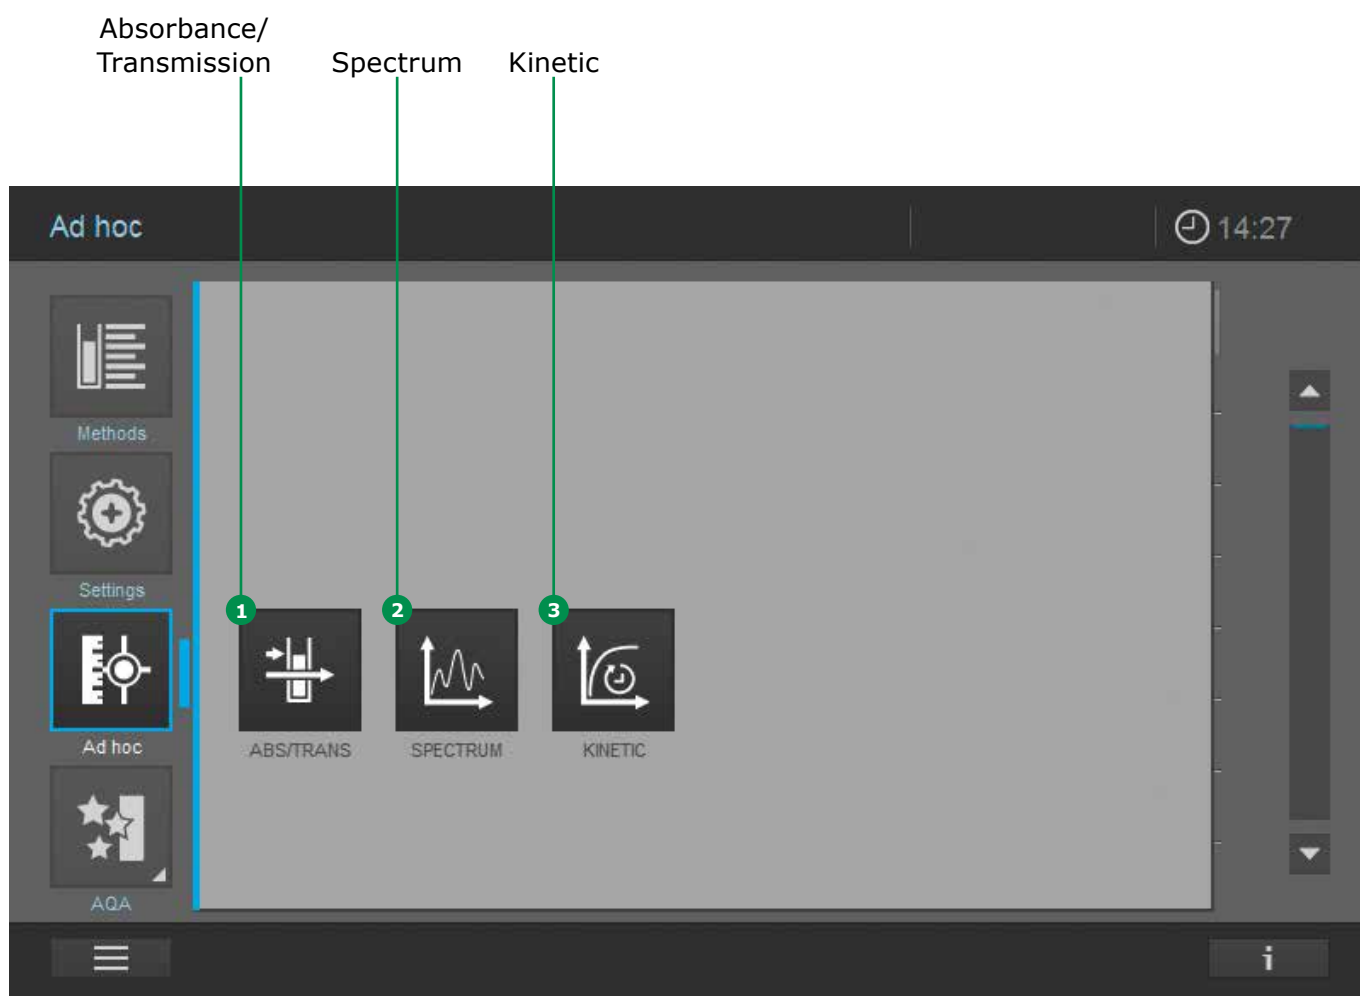 Absorbance/
Transmission
Spectrum
Kinetic
Ad hoc
14:27
Methods
Settings
Ad hoc
AQA
1
2
3
ABS/TRANS
SPECTRUM
KINETIC
i